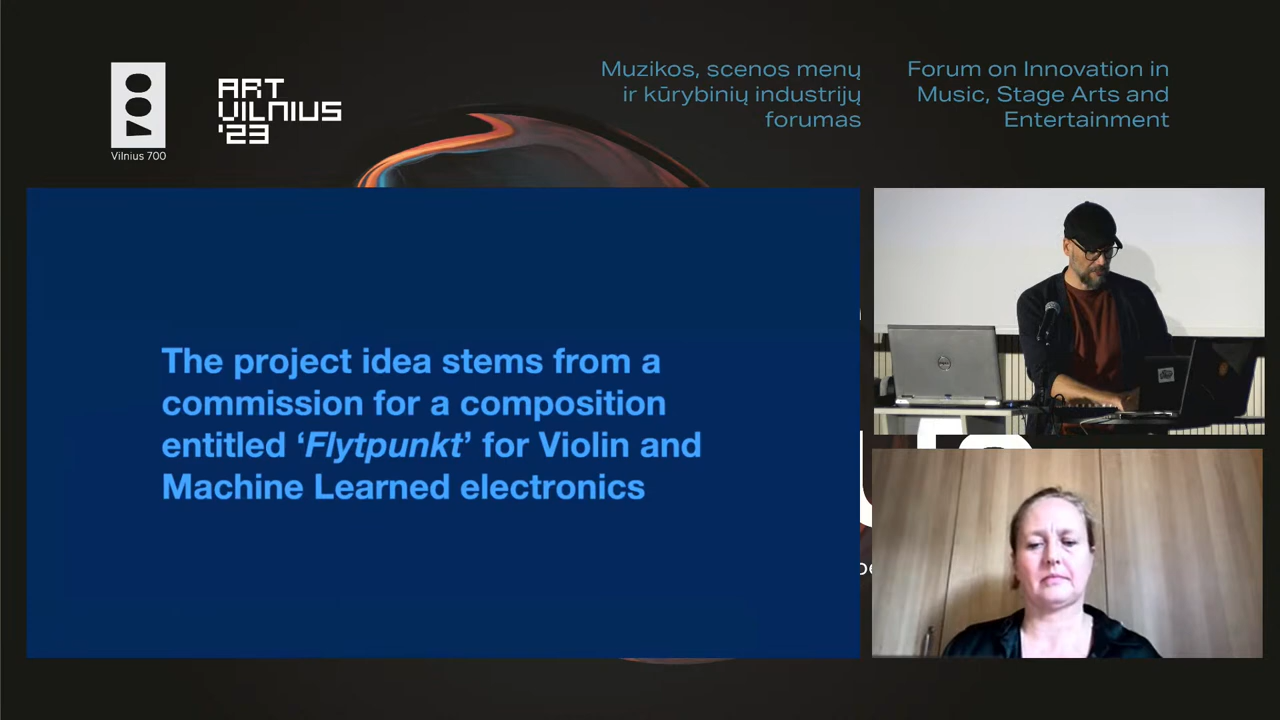 Vilnius 700
ART
VILNIUS
'23
Muzikos, scenos menų
ir kūrybinių industrijų
forumas
Forum on Innovation in
Music, Stage Arts and
Entertainment
The project idea stems from a
commission for a composition
entitled ‘Flytpunkt’ for Violin and
Machine Learned electronics